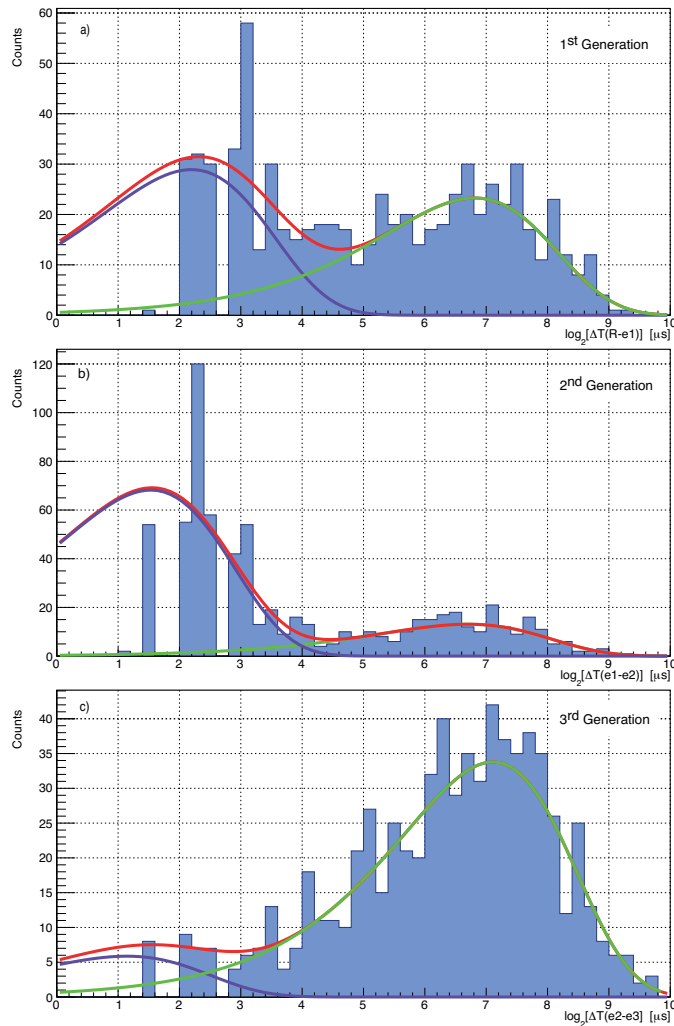 Counts
a)
1st Generation
60
50
40
30
20
10
0
0 1 2 3 4 5 6 7 8 9 10
log2[ΔT(R-e1)] [μs]
Counts
b)
2nd Generation
120
100
80
60
40
20
0
0 1 2 3 4 5 6 7 8 9 10
log2[ΔT(e1-e2)] [μs]
Counts
c)
3rd Generation
40
35
30
25
20
15
10
5
0
0 1 2 3 4 5 6 7 8 9 10
log2[ΔT(e2-e3)] [μs]